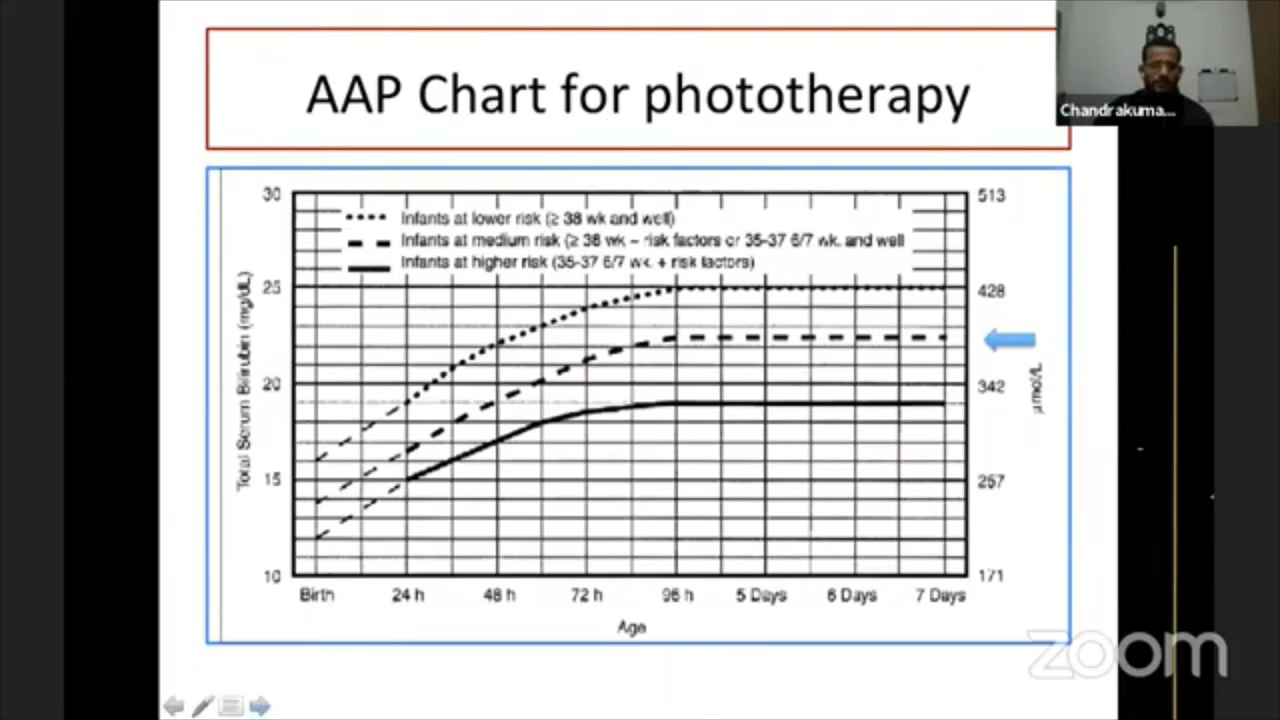 AAP Chart for phototherapy
Chandrakuma...
30
25
20
15
10
Total Serum Bilirubin (mg/dL)
Infants at lower risk (≥ 38 wk and well)
Infants at medium risk (≥ 38 wk – risk factors or 35-37 6/7 wk. and well
Infants at higher risk (35-37 6/7 wk. + risk factors)
513
428
342
257
171
µmol/L
Birth 24 h 48 h 72 h 96 h 5 Days 6 Days 7 Days
Age
zoom